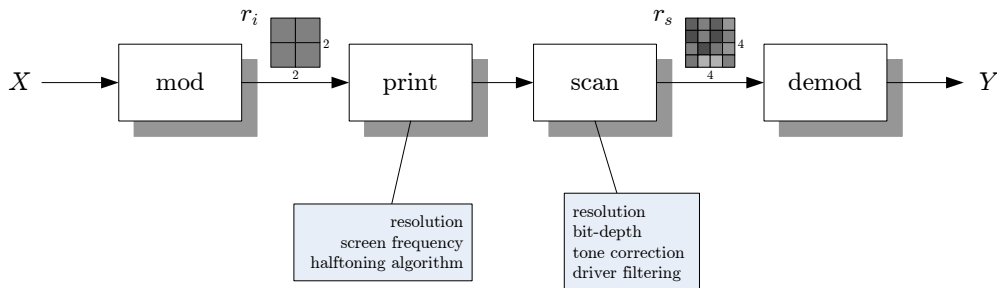 r_i
r_s
2
2
4
4
X
mod
print
scan
demod
Y
resolution
screen frequency
halftoning algorithm
resolution
bit-depth
tone correction
driver filtering